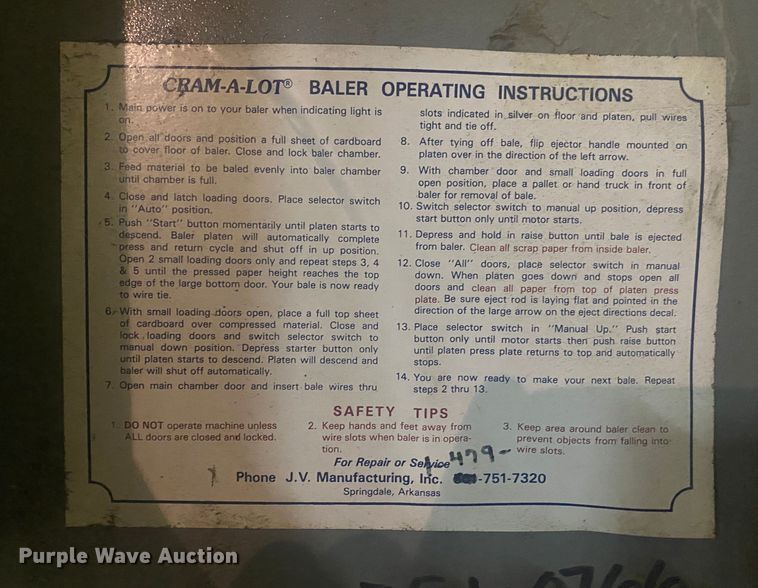 CRAM-A-LOT® BALER OPERATING INSTRUCTIONS
1. Main power is on to your baler when indicating light is
on.
2. Open all doors and position a full sheet of cardboard
to cover floor of baler. Close and lock baler chamber.
3. Feed material to be baled evenly into baler chamber
until chamber is full.
4. Close and latch loading doors. Place selector switch
in "Auto" position.
5. Push "Start" button momentarily until platen starts to
descend. Baler platen will automatically complete
press and return cycle and shut off in up position.
Open 2 small loading doors only and repeat steps 3, 4
& 5 until the pressed paper height reaches the top
edge of the large bottom door. Your bale is now ready
to wire tie.
6. With small loading doors open, place a full top sheet
of cardboard over compressed material. Close and
lock loading doors and switch selector switch to
manual down position. Depress starter button only
until platen starts to descend. Platen will descend and
baler will shut off automatically.
7. Open main chamber door and insert bale wires thru
slots indicated in silver on floor and platen, pull wires
tight and tie off.
8. After tying off bale, flip ejector handle mounted on
platen over in the direction of the left arrow.
9. With chamber door and small loading doors in full
open position, place a pallet or hand truck in front of
baler for removal of bale.
10. Switch selector switch to manual up position, depress
start button only until motor starts.
11. Depress and hold in raise button until bale is ejected
from baler. Clean all scrap paper from inside baler.
12. Close "All" doors, place selector switch in manual
down. When platen goes down and stops open all
doors and clean all paper from top of platen press
plate. Be sure eject rod is laying flat and pointed in the
direction of the large arrow on the eject directions decal.
13. Place selector switch in "Manual Up." Push start
button only until motor starts then push raise button
until platen press plate returns to top and automatically
stops.
14. You are now ready to make your next bale. Repeat
steps 2 thru 13.
SAFETY TIPS
1. DO NOT operate machine unless
ALL doors are closed and locked.
2. Keep hands and feet away from
wire slots when baler is in opera-
tion.
3. Keep area around baler clean to
prevent objects from falling into
wire slots.
For Repair or Service 479-
Phone J.V. Manufacturing, Inc. -751-7320
Springdale, Arkansas
Purple Wave Auction